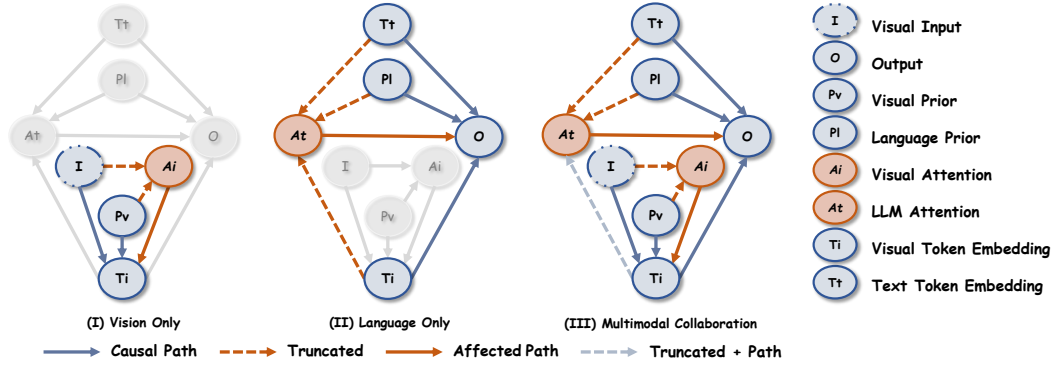 Tt
Pl
At
O
I
Ai
Pv
Ti
(I) Vision Only
Tt
Pl
At
O
I
Ai
Pv
Ti
(II) Language Only
Tt
Pl
At
O
I
Ai
Pv
Ti
(III) Multimodal Collaboration
I Visual Input
O Output
Pv Visual Prior
Pl Language Prior
Ai Visual Attention
At LLM Attention
Ti Visual Token Embedding
Tt Text Token Embedding
Causal Path
Truncated
Affected Path
Truncated + Path